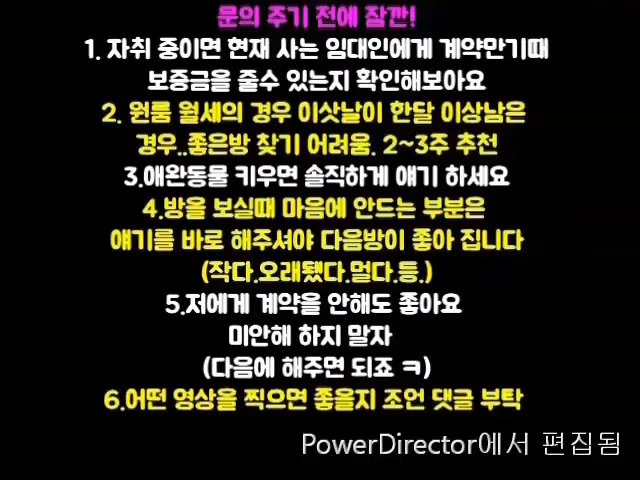 문의 주기 전에 잠깐!
1. 자취 중이면 현재 사는 임대인에게 계약만기때
보증금을 줄수 있는지 확인해보아요
2. 원룸 월세의 경우 이삿날이 한달 이상남은
경우..좋은방 찾기 어려움. 2~3주 추천
3.애완동물 키우면 솔직하게 얘기 하세요
4.방을 보실때 마음에 안드는 부분은
얘기를 바로 해주셔야 다음방이 좋아 집니다
(작다.오래됐다.멀다.등.)
5.저에게 계약을 안해도 좋아요
미안해 하지 말자
(다음에 해주면 되죠 ㅋ)
6.어떤 영상을 찍으면 좋을지 조언 댓글 부탁
PowerDirector에서 편집됨